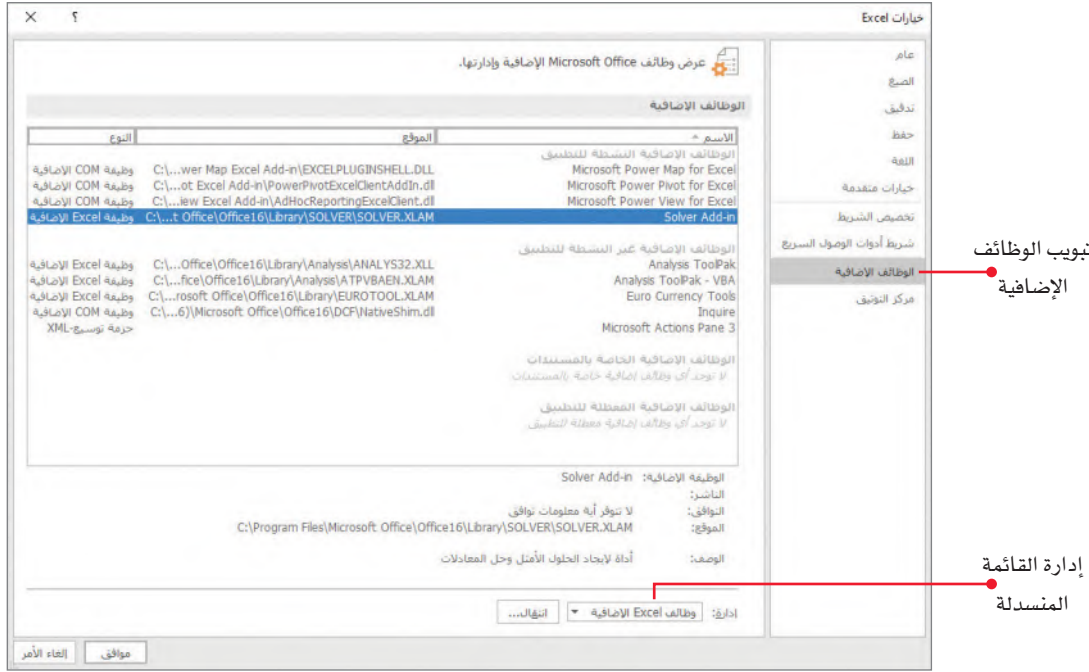 خيارات Excel
؟
×
عام
الصيغ
تدقيق
حفظ
اللغة
خيارات متقدمة
تخصيص الشريط
شريط أدوات الوصول السريع
الوظائف الإضافية
مركز التوثيق
عرض وظائف Microsoft Office الإضافية وإدارتها.
الوظائف الإضافية
الاسم الموقع النوع
الوظائف الإضافية النشطة للتطبيق
Microsoft Power Map for Excel C:\...wer Map Excel Add-in\EXCELPLUGINSHELL.DLL وظيفة COM الإضافية
Microsoft Power Pivot for Excel C:\...ot Excel Add-in\PowerPivotExcelClientAddIn.dll وظيفة COM الإضافية
Microsoft Power View for Excel C:\...iew Excel Add-in\AdHocReportingExcelClient.dll وظيفة COM الإضافية
Solver Add-in C:\...t Office\Office16\Library\SOLVER\SOLVER.XLAM وظيفة Excel الإضافية
الوظائف الإضافية غير النشطة للتطبيق
Analysis ToolPak C:\...Office\Office16\Library\Analysis\ANALYS32.XLL وظيفة Excel الإضافية
Analysis ToolPak - VBA C:\...fice\Office16\Library\Analysis\ATPVBAEN.XLAM وظيفة Excel الإضافية
Euro Currency Tools C:\...rosoft Office\Office16\Library\EUROTOOL.XLAM وظيفة Excel الإضافية
Inquire C:\...6)\Microsoft Office\Office16\DCF\NativeShim.dll وظيفة COM الإضافية
Microsoft Actions Pane 3 حزمة توسيع-XML
الوظائف الإضافية الخاصة بالمستندات
لا توجد أي وظائف إضافية خاصة بالمستندات
الوظائف الإضافية المعطلة للتطبيق
لا توجد أي وظائف إضافية معطلة للتطبيق
الوظيفة الإضافية: Solver Add-in
الناشر:
التوافق: لا تتوفر أية معلومات توافق
الموقع: C:\Program Files\Microsoft Office\Office16\Library\SOLVER\SOLVER.XLAM
الوصف: أداة لإيجاد الحلول الأمثل وحل المعادلات
إدارة: وظائف Excel الإضافية انتقال...
موافق إلغاء الأمر
تبويب الوظائف
الإضافية
إدارة القائمة
المنسدلة